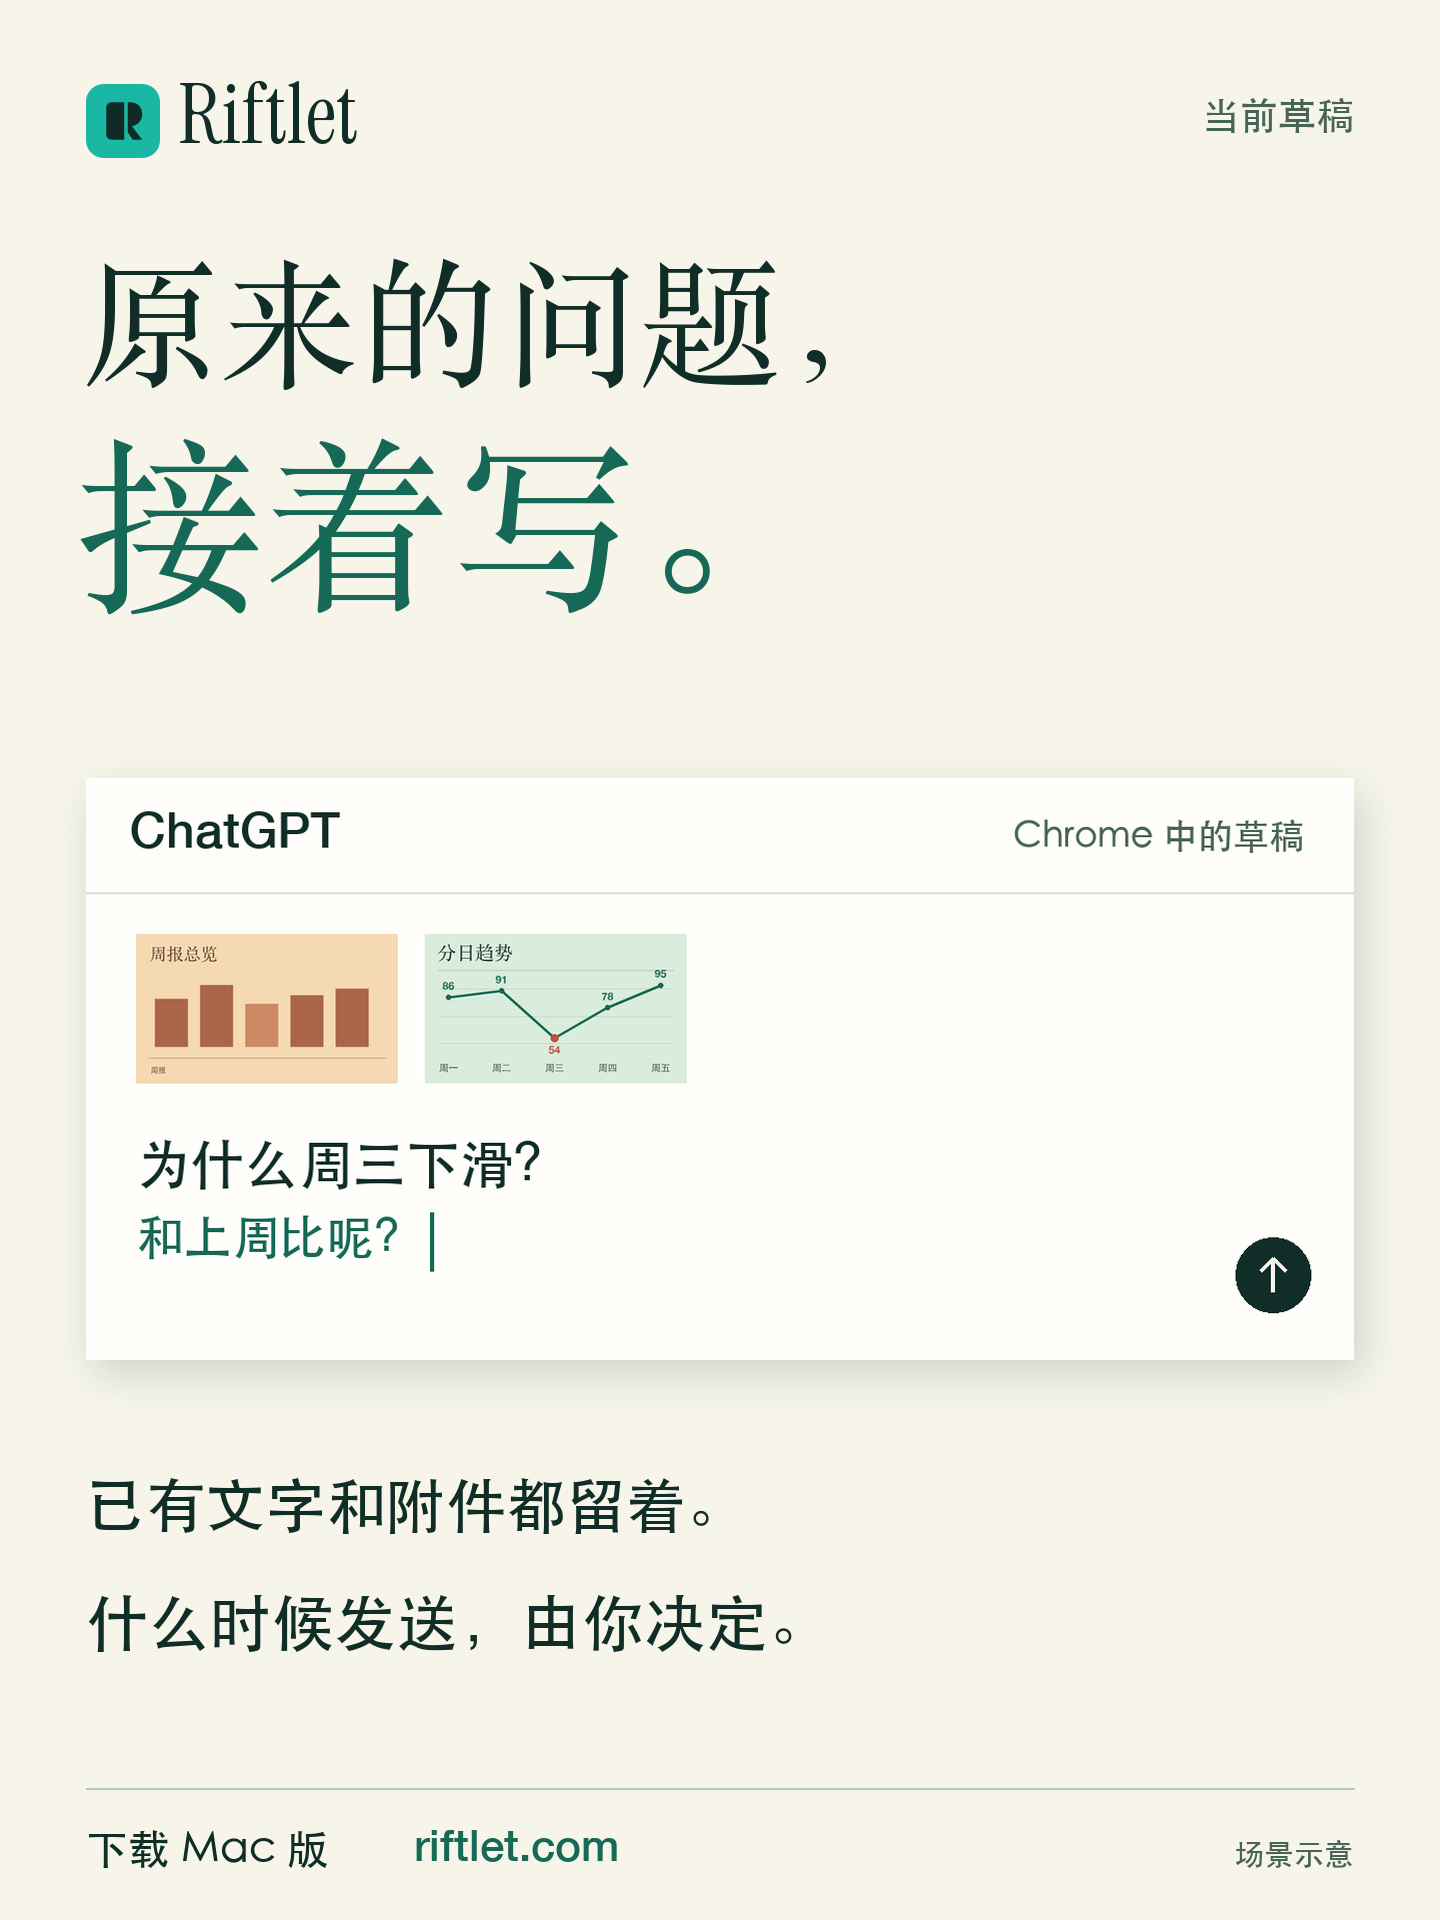 Riftlet
当前草稿
原来的问题，
接着写。
ChatGPT
Chrome 中的草稿
周报总览
周报
分日趋势
86
91
54
78
95
周一
周二
周三
周四
周五
为什么周三下滑？
和上周比呢？
已有文字和附件都留着。
什么时候发送，由你决定。
下载 Mac 版
riftlet.com
场景示意